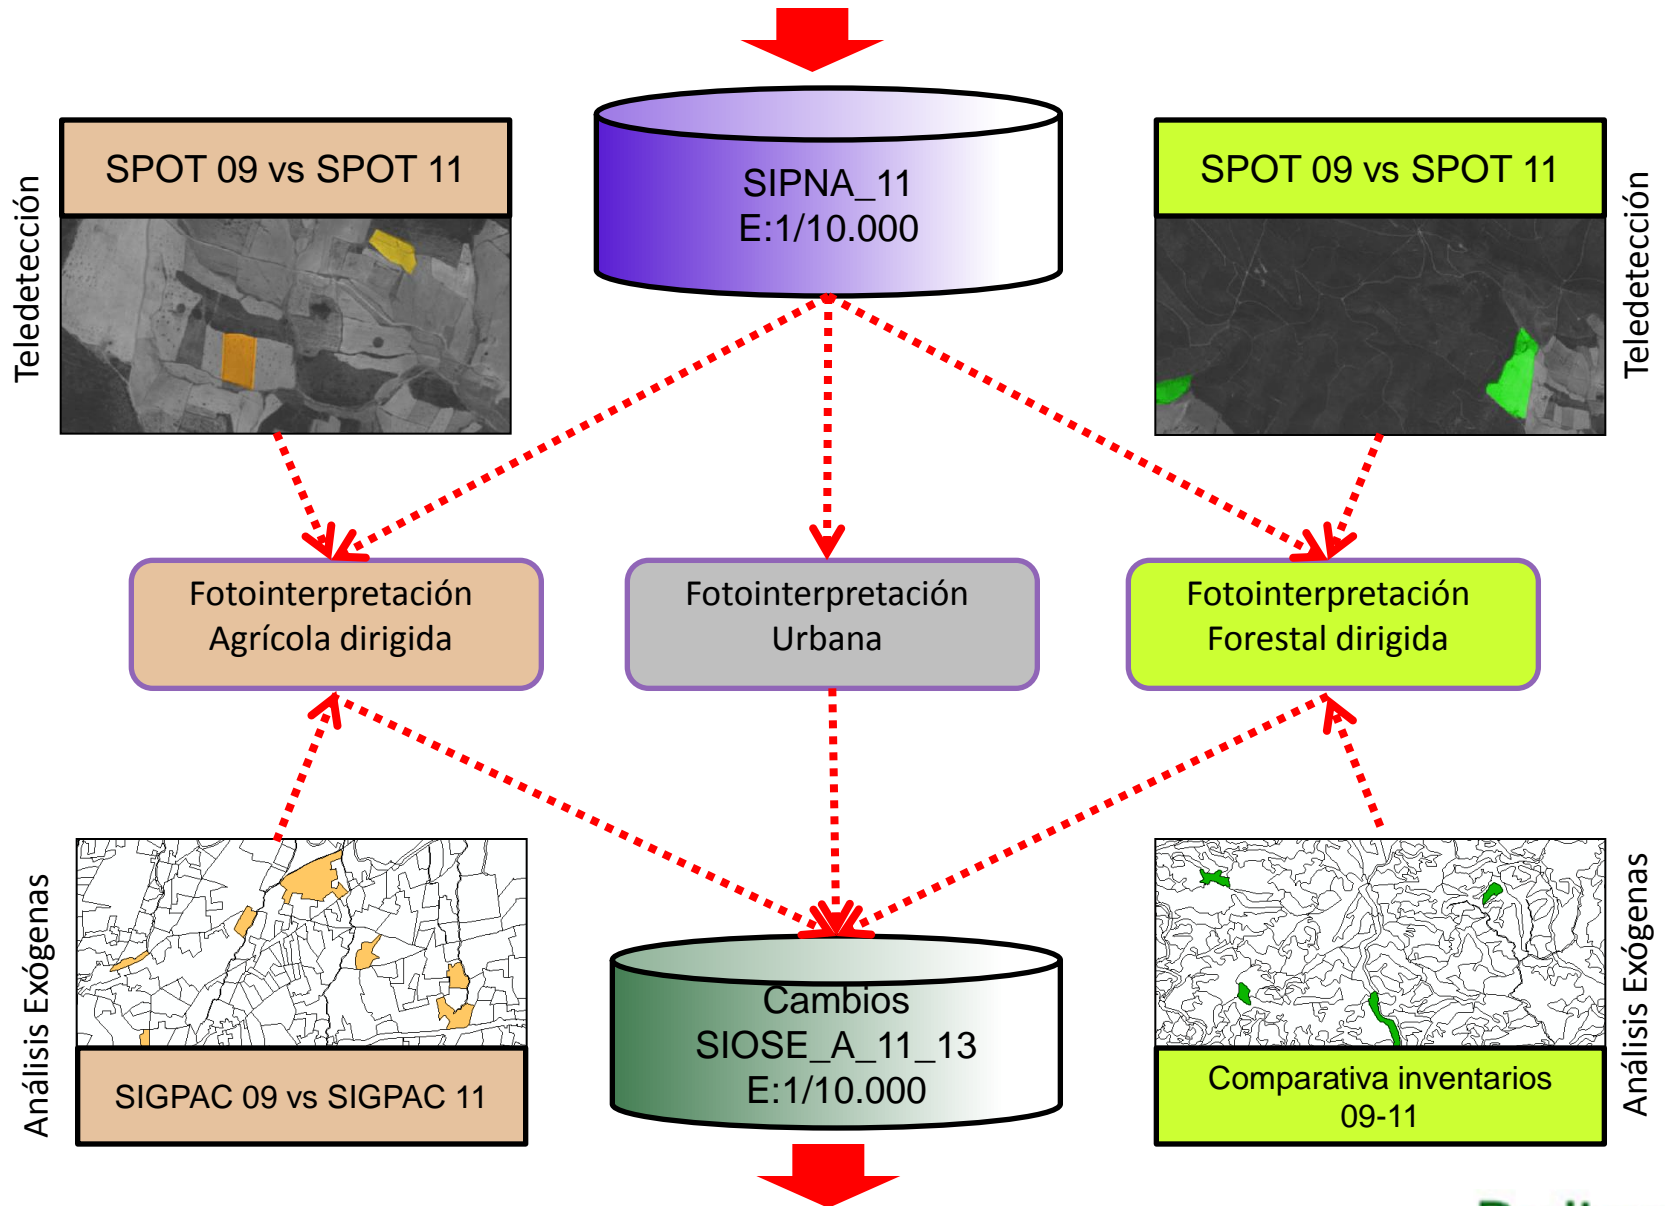 SPOT 09 vs SPOT 11
Teledetección
SIPNA_11
E:1/10.000
SPOT 09 vs SPOT 11
Teledetección
Fotointerpretación
Agrícola dirigida
Fotointerpretación
Urbana
Fotointerpretación
Forestal dirigida
Análisis Exógenas
SIGPAC 09 vs SIGPAC 11
Cambios
SIOSE_A_11_13
E:1/10.000
Comparativa inventarios
09-11
Análisis Exógenas